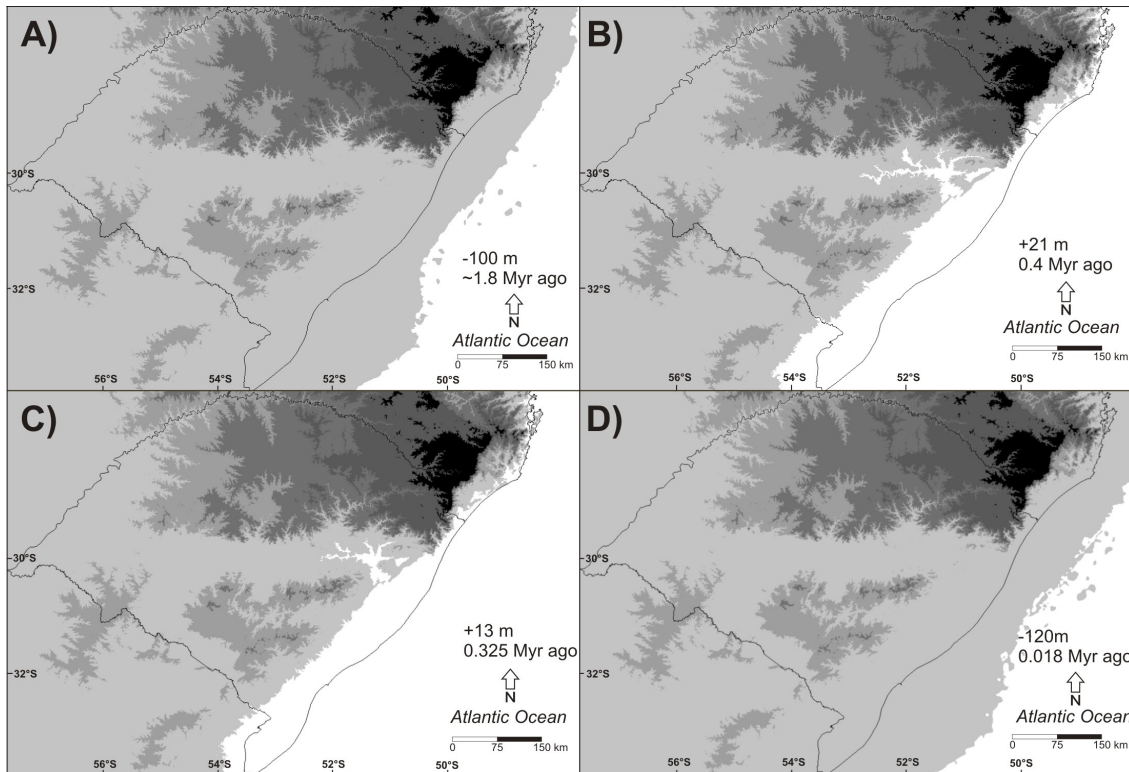 A)
30°S
-100 m
~1.8 Myr ago
32°S
N
Atlantic Ocean
0 75 150 km
56°S 54°S 52°S 50°S
B)
30°S
+21 m
0.4 Myr ago
32°S
N
Atlantic Ocean
0 75 150 km
56°S 54°S 52°S 50°S
C)
30°S
+13 m
0.325 Myr ago
32°S
N
Atlantic Ocean
0 75 150 km
56°S 54°S 52°S 50°S
D)
30°S
-120m
0.018 Myr ago
32°S
N
Atlantic Ocean
0 75 150 km
56°S 54°S 52°S 50°S